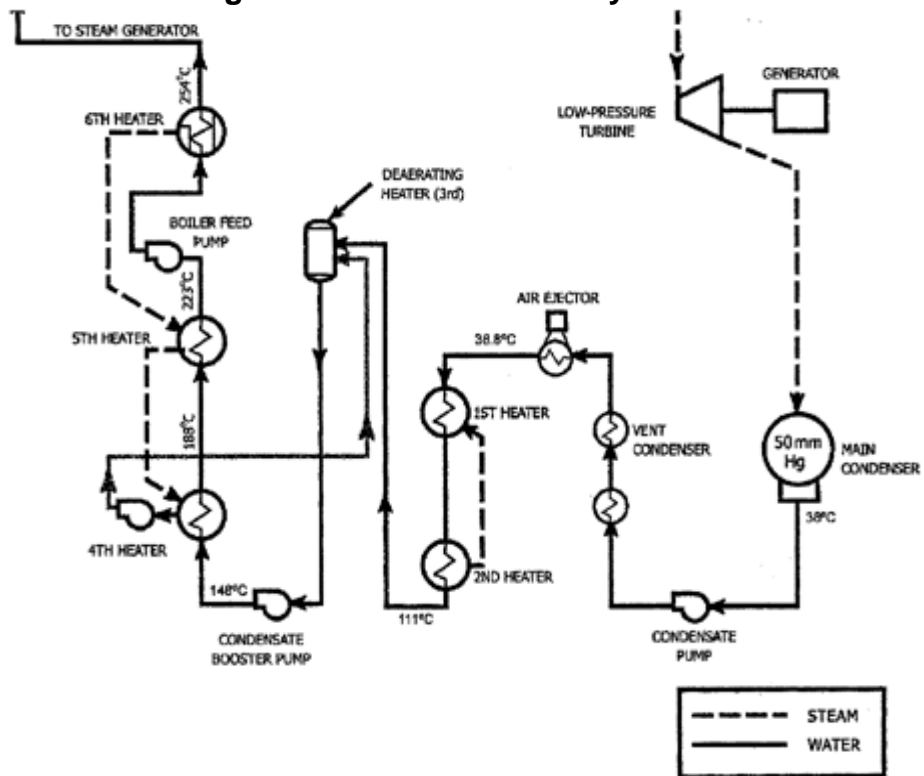 TO STEAM GENERATOR
254°C
6TH HEATER
BOILER FEED
PUMP
223°C
5TH HEATER
188°C
4TH HEATER
148°C
CONDENSATE
BOOSTER PUMP
DEAERATING
HEATER (3rd)
111°C
AIR EJECTOR
38.8°C
1ST HEATER
2ND HEATER
VENT
CONDENSER
LOW-PRESSURE
TURBINE
GENERATOR
50 mm
Hg
MAIN
CONDENSER
38°C
CONDENSATE
PUMP
STEAM
WATER